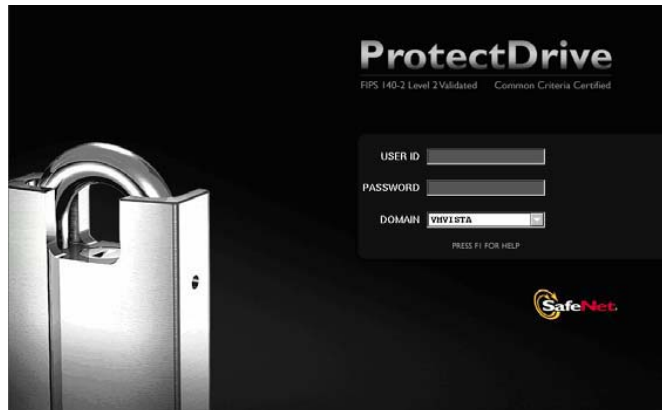 ProtectDrive
FIPS 140-2 Level 2 Validated Common Criteria Certified
USER ID
PASSWORD
DOMAIN VMVISTA
PRESS F1 FOR HELP
SafeNet.